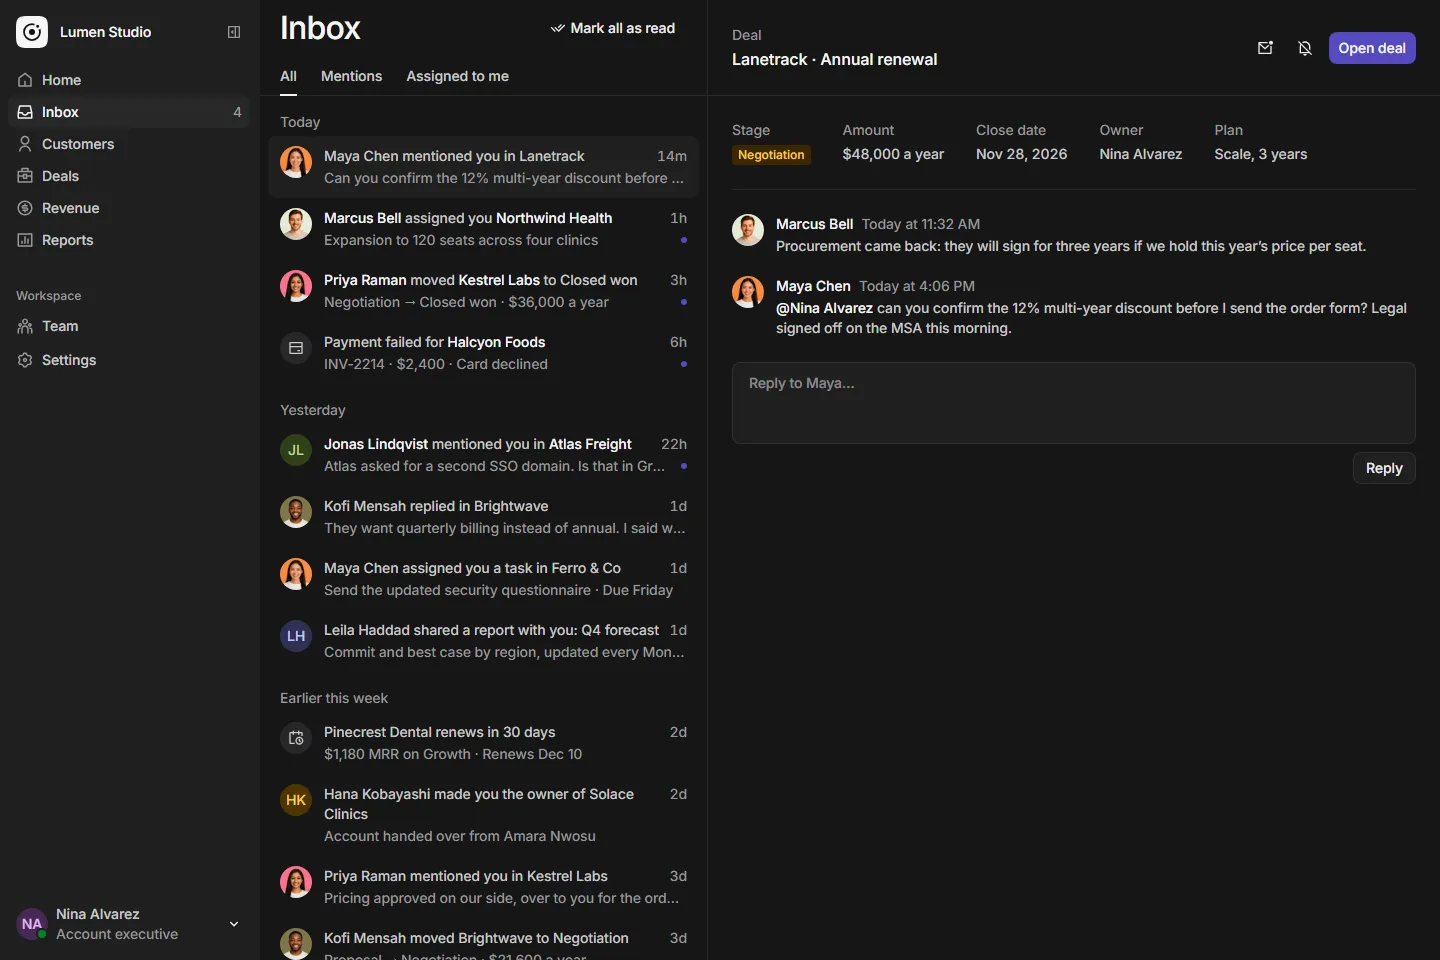 Lumen Studio
Home
Inbox
4
Customers
Deals
Revenue
Reports
Workspace
Team
Settings
NA
Nina Alvarez
Account executive
Inbox
Mark all as read
All
Mentions
Assigned to me
Today
Maya Chen mentioned you in Lanetrack
14m
Can you confirm the 12% multi-year discount before ...
Marcus Bell assigned you Northwind Health
1h
Expansion to 120 seats across four clinics
Priya Raman moved Kestrel Labs to Closed won
3h
Negotiation → Closed won · $36,000 a year
Payment failed for Halcyon Foods
6h
INV-2214 · $2,400 · Card declined
Yesterday
JL
Jonas Lindqvist mentioned you in Atlas Freight
22h
Atlas asked for a second SSO domain. Is that in Gr...
Kofi Mensah replied in Brightwave
1d
They want quarterly billing instead of annual. I said w...
Maya Chen assigned you a task in Ferro & Co
1d
Send the updated security questionnaire · Due Friday
LH
Leila Haddad shared a report with you: Q4 forecast
1d
Commit and best case by region, updated every Mon...
Earlier this week
Pinecrest Dental renews in 30 days
2d
$1,180 MRR on Growth · Renews Dec 10
HK
Hana Kobayashi made you the owner of Solace
Clinics
2d
Account handed over from Amara Nwosu
Priya Raman mentioned you in Kestrel Labs
3d
Pricing approved on our side, over to you for the ord...
Kofi Mensah moved Brightwave to Negotiation
3d
Proposal → Negotiation · $21,600 a year
Deal
Lanetrack · Annual renewal
Open deal
Stage
Negotiation
Amount
$48,000 a year
Close date
Nov 28, 2026
Owner
Nina Alvarez
Plan
Scale, 3 years
Marcus Bell Today at 11:32 AM
Procurement came back: they will sign for three years if we hold this year's price per seat.
Maya Chen Today at 4:06 PM
@Nina Alvarez can you confirm the 12% multi-year discount before I send the order form? Legal
signed off on the MSA this morning.
Reply to Maya...
Reply